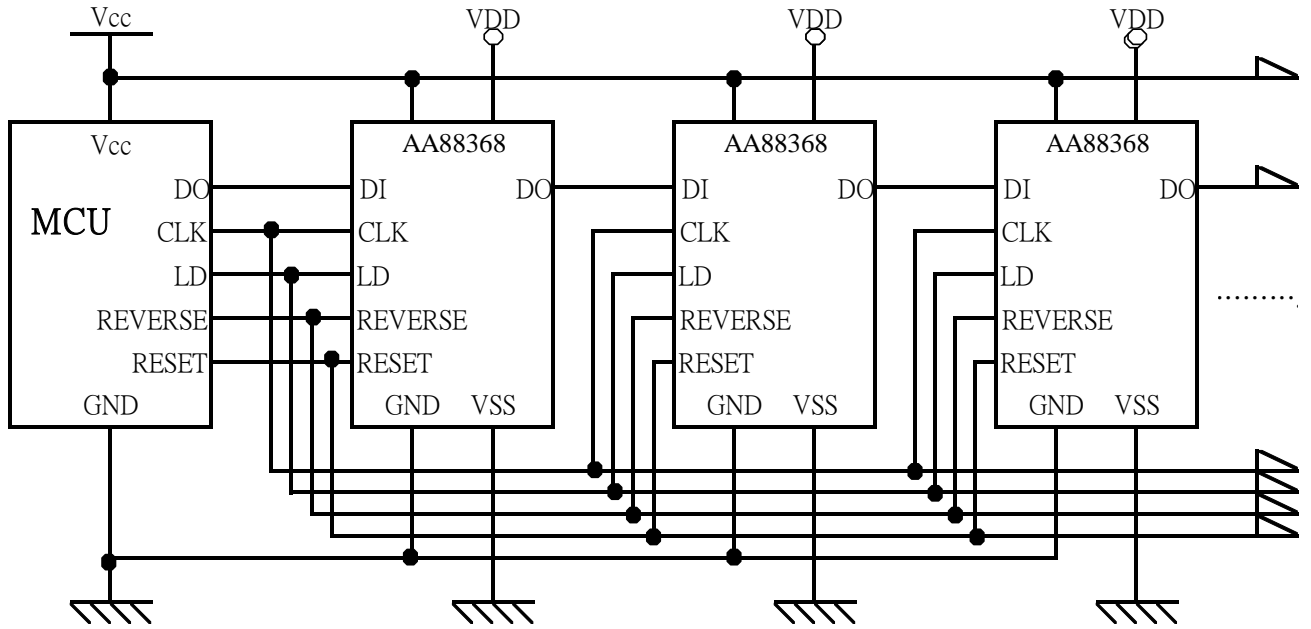 Vcc
VDD
VDD
VDD
Vcc
MCU
DO
CLK
LD
REVERSE
RESET
GND
AA88368
DI
CLK
LD
REVERSE
RESET
DO
GND VSS
AA88368
DI
CLK
LD
REVERSE
RESET
DO
GND VSS
AA88368
DI
CLK
LD
REVERSE
RESET
DO
GND VSS
..........